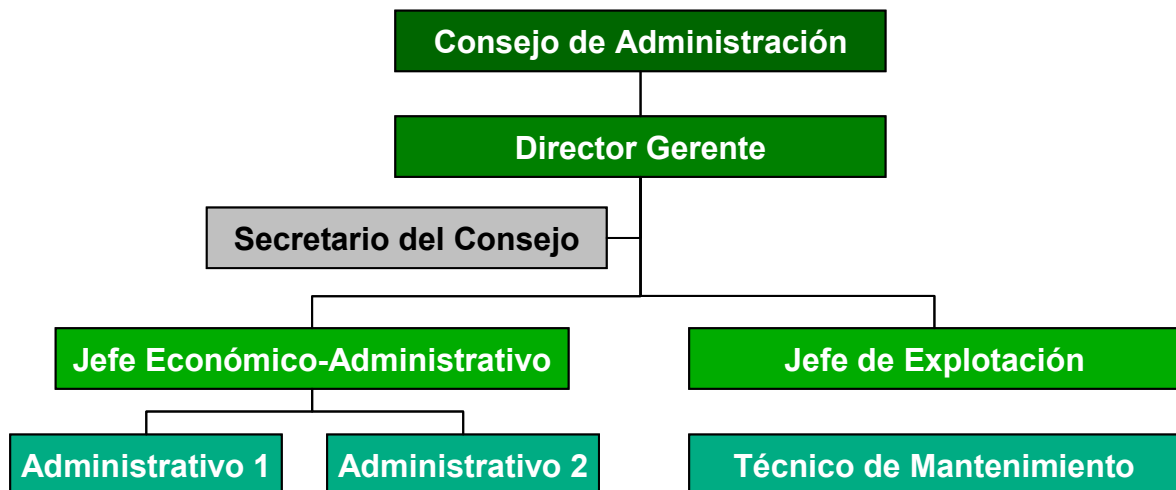 Consejo de Administración
Director Gerente
Secretario del Consejo
Jefe Económico-Administrativo
Jefe de Explotación
Administrativo 1
Administrativo 2
Técnico de Mantenimiento